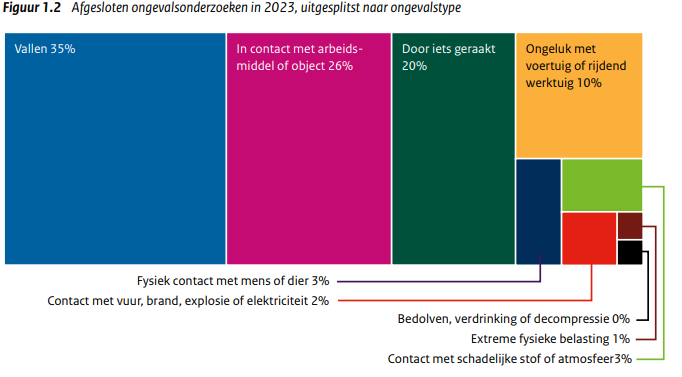 Figuur 1.2 Afgesloten ongevalsonderzoeken in 2023, uitgesplitst naar ongevalstype
Vallen 35%
In contact met arbeids-
middel of object 26%
Door iets geraakt
20%
Ongeluk met
voertuig of rijdend
werktuig 10%
Fysiek contact met mens of dier 3%
Contact met vuur, brand, explosie of elektriciteit 2%
Bedolven, verdrinking of decompressie 0%
Extreme fysieke belasting 1%
Contact met schadelijke stof of atmosfeer3%